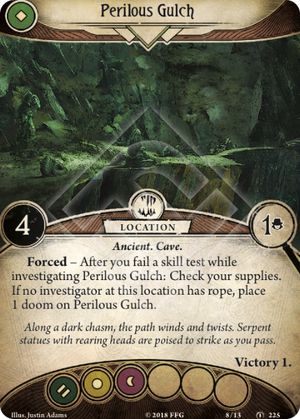 Perilous Gulch
4
LOCATION
1
Ancient. Cave.
Forced – After you fail a skill test while
investigating Perilous Gulch: Check your supplies.
If no investigator at this location has rope, place
1 doom on Perilous Gulch.
Along a dark chasm, the path winds and twists. Serpent
statues with rearing heads are poised to strike as you pass.
Victory 1.
Illus. Justin Adams
© 2018 FFG
8/13
225